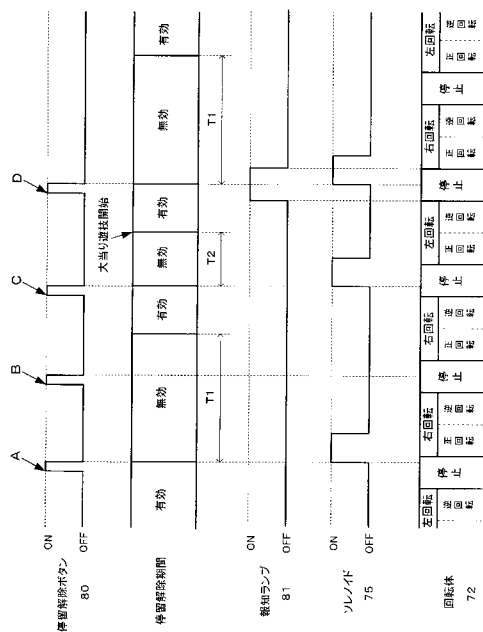 A
B
C
D
停留解除ボタン
80
ON
OFF
停留解除期間
有効
無効
有効
無効
有効
無効
有効
大当り遊技開始
T1
T2
T1
報知ランプ
81
ON
OFF
ソレノイド
75
ON
OFF
回転体
72
左回転
逆回転
停止
右回転
正回転
逆回転
停止
右回転
正回転
逆回転
停止
左回転
正回転
逆回転
停止
右回転
正回転
逆回転
停止
左回転
正回転
逆回転